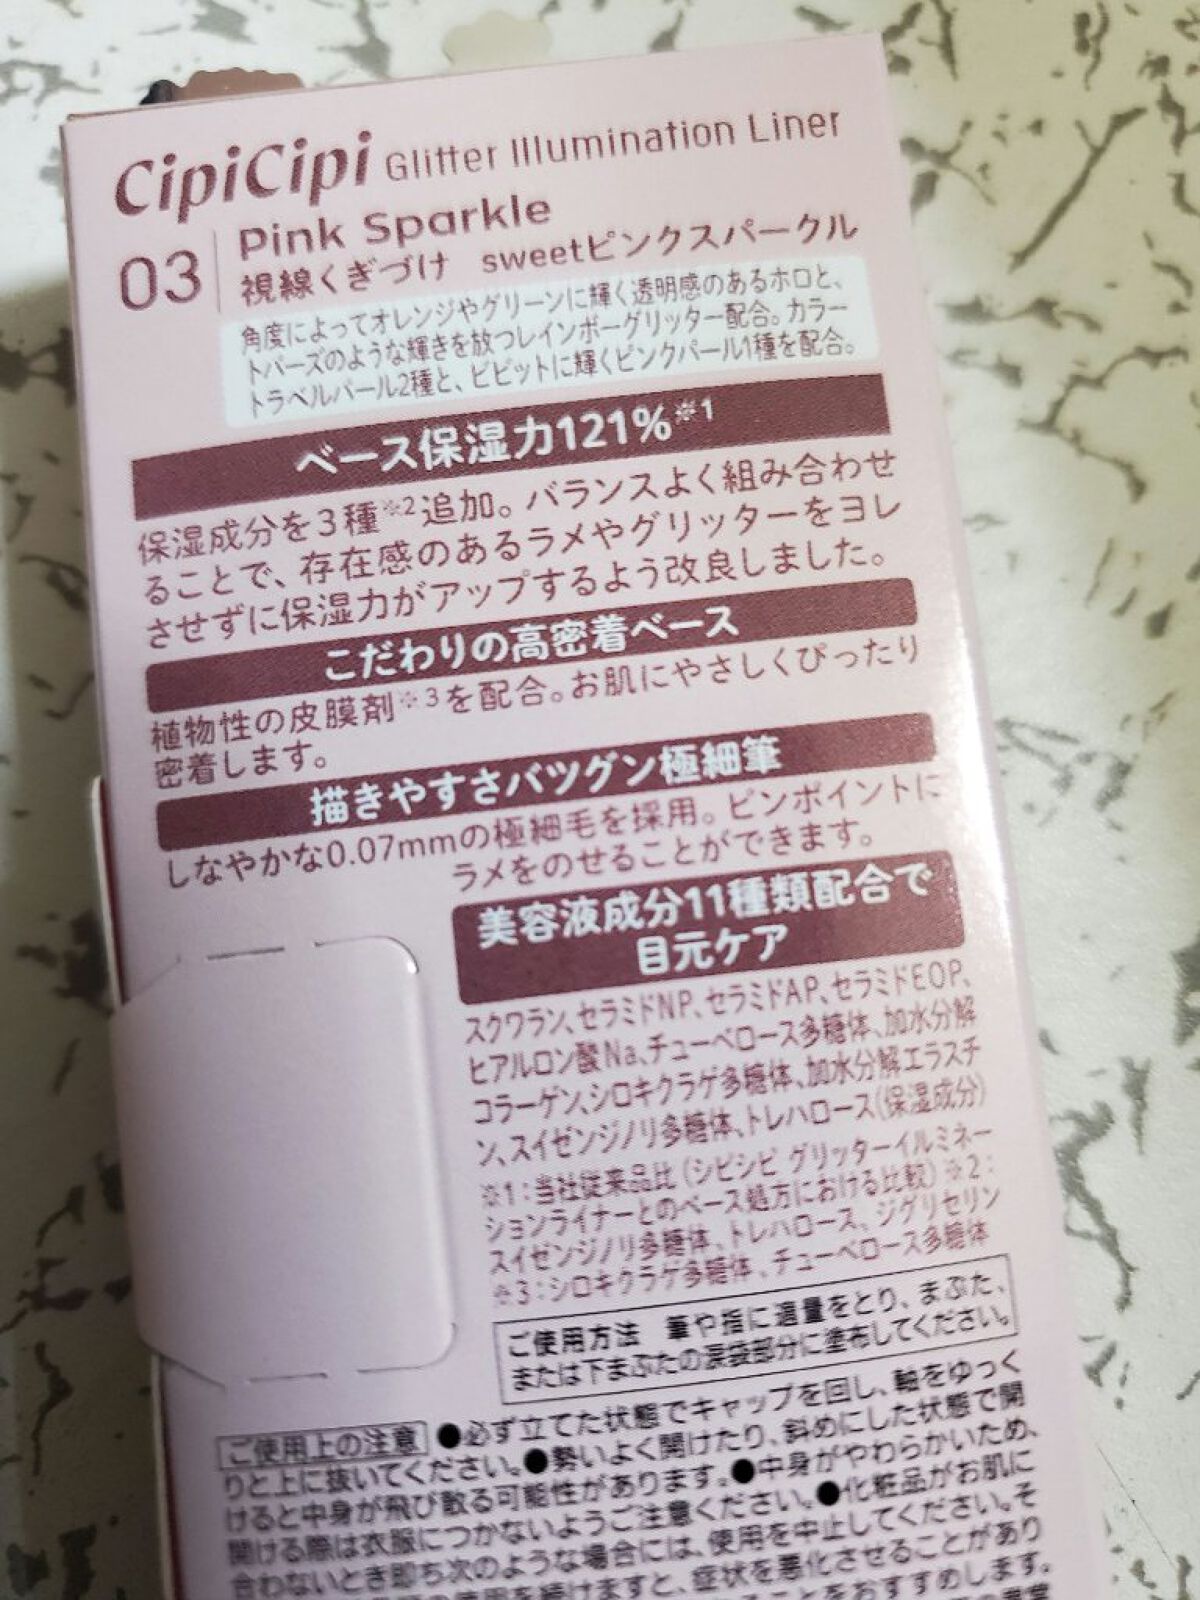 CipiCipi Glitter Illumination Liner
03 Pink Sparkle
視線くぎづけ sweetピンクスパークル
角度によってオレンジやグリーンに輝く透明感のあるホロと、
トパーズのような輝きを放つレインボーグリッター配合。カラー
トラベルパール2種と、ビビットに輝くピンクパール1種を配合。
ベース保湿力121%※1
保湿成分を3種※2追加。バランスよく組み合わせ
ることで、存在感のあるラメやグリッターをヨレ
させずに保湿力がアップするよう改良しました。
こだわりの高密着ベース
植物性の皮膜剤※3を配合。お肌にやさしくぴったり
密着します。
描きやすさバツグン極細筆
しなやかな0.07mmの極細毛を採用。ピンポイントに
ラメをのせることができます。
美容液成分11種類配合で
目元ケア
スクワラン、セラミドNP、セラミドAP、セラミドEOP、
ヒアルロン酸Na、チューベロース多糖体、加水分解
コラーゲン、シロキクラゲ多糖体、加水分解エラスチ
ン、スイゼンジノリ多糖体、トレハロース(保湿成分)
※1:当社従来品比(シピシピ グリッターイルミネー
ションライナーとのベース処方における比較)※2:
スイゼンジノリ多糖体、トレハロース、ジグリセリン
※3:シロキクラゲ多糖体、チューベロース多糖体
ご使用方法 筆や指に適量をとり、まぶた、
または下まぶたの涙袋部分に塗布してください。
ご使用上の注意 ●必ず立てた状態でキャップを回し、軸をゆっく
りと上に抜いてください。●勢いよく開けたり、斜めにした状態で開
けると中身が飛び散る可能性があります。●中身がやわらかいため、
開ける際は衣服につかないようご注意ください。●化粧品がお肌に
合わないとき即ち次のような場合には、使用を中止してください。そ
使用を続けますと、症状を悪化させることがあり
ことをおすすめします。